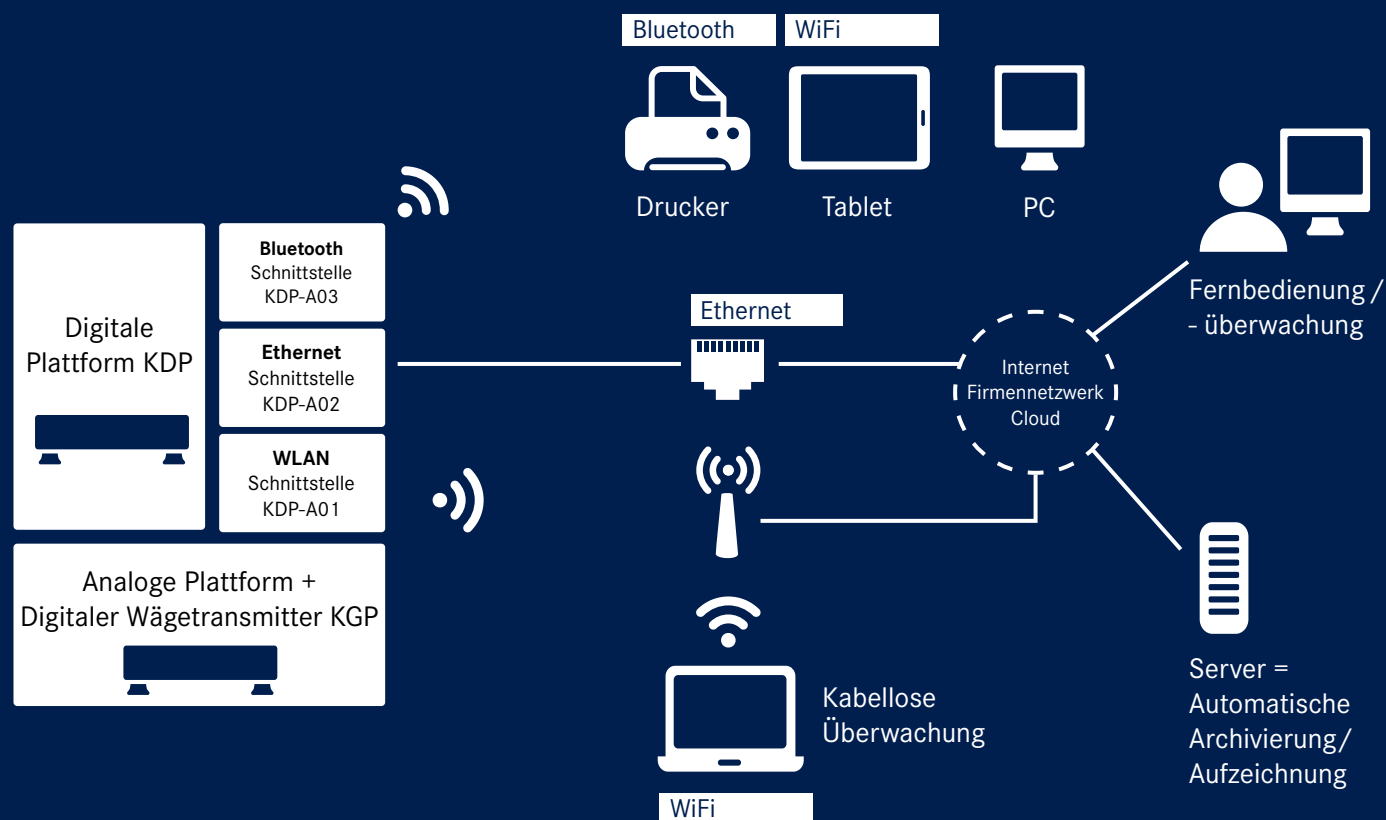 Bluetooth
WiFi
Drucker
Tablet
PC
Digitale
Plattform KDP
Bluetooth
Schnittstelle
KDP-A03
Ethernet
Schnittstelle
KDP-A02
WLAN
Schnittstelle
KDP-A01
Analoge Plattform +
Digitaler Wägetransmitter KGP
Ethernet
Internet
Firmennetzwerk
Cloud
Fernbedienung /
- überwachung
Kabellose
Überwachung
WiFi
Server =
Automatische
Archivierung/
Aufzeichnung